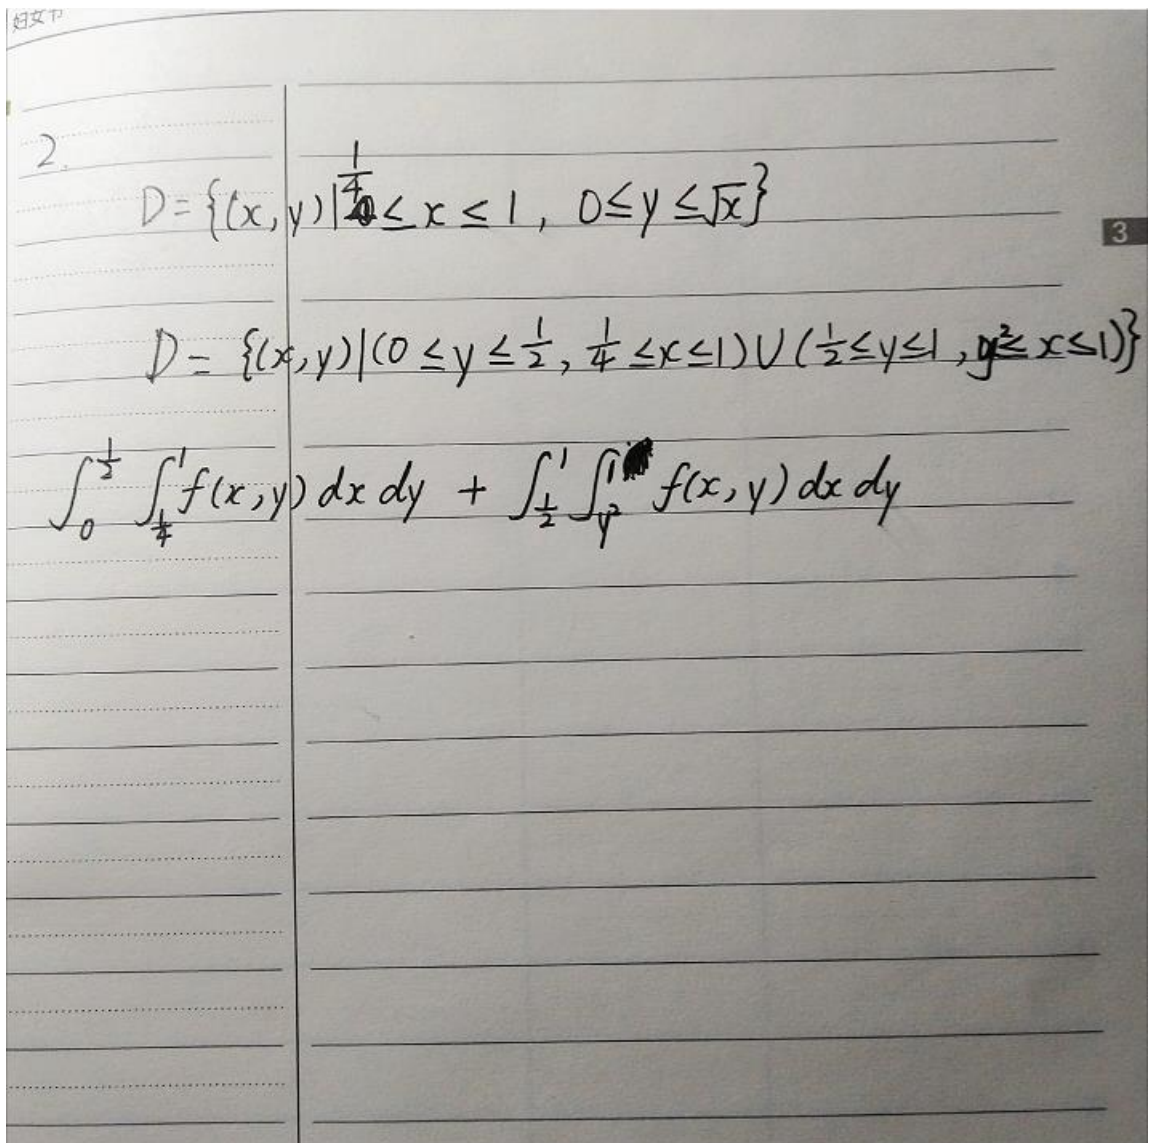 妇女节
2.
D={(x,y)|1/4≤x≤1, 0≤y≤√x}
3
D={(x,y)|(0≤y≤1/2, 1/4≤x≤1)∪(1/2≤y≤1, y²≤x≤1)}
∫₀^{1/2} ∫_{1/4}^1 f(x,y) dx dy + ∫_{1/2}^1 ∫_{y²}^1 f(x,y) dx dy